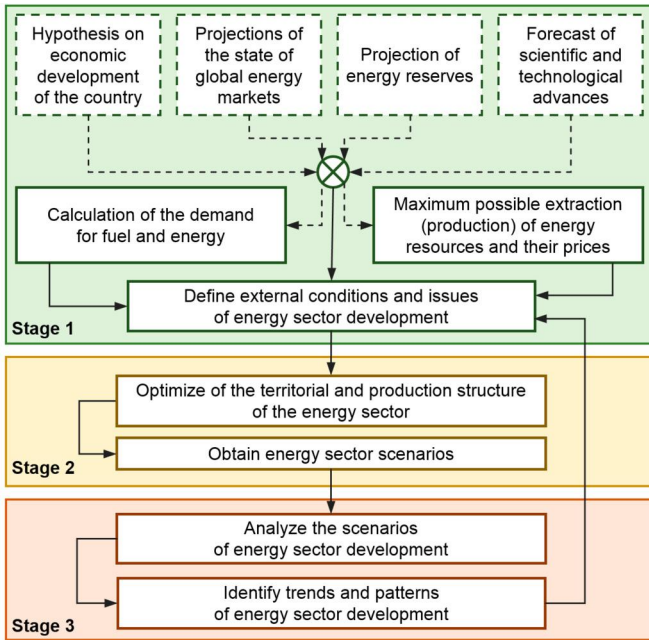 Hypothesis on
economic
development
of the country
Projections of
the state of
global energy
markets
Projection of
energy reserves
Forecast of
scientific and
technological
advances
Calculation of the demand
for fuel and energy
Maximum possible extraction
(production) of energy
resources and their prices
Define external conditions and issues
of energy sector development
Stage 1
Optimize of the territorial and production structure
of the energy sector
Obtain energy sector scenarios
Stage 2
Analyze the scenarios
of energy sector development
Identify trends and patterns
of energy sector development
Stage 3